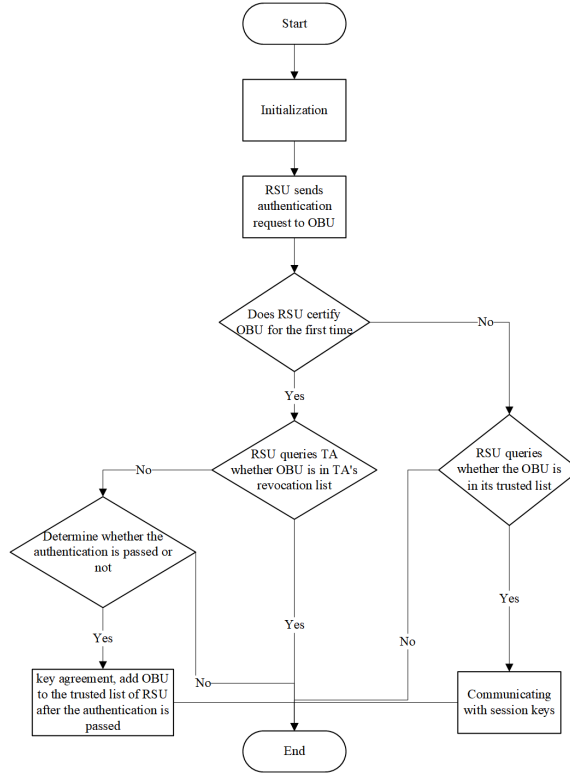 Start
Initialization
RSU sends
authentication
request to OBU
Does RSU certify
OBU for the first time
No
Yes
RSU queries TA
whether OBU is in TA's
revocation list
RSU queries
whether the OBU is
in its trusted list
No
Determine whether the
authentication is passed or
not
Yes
Yes
Yes
No
key agreement, add OBU
to the trusted list of RSU
after the authentication is
passed
No
Communicating
with session keys
End